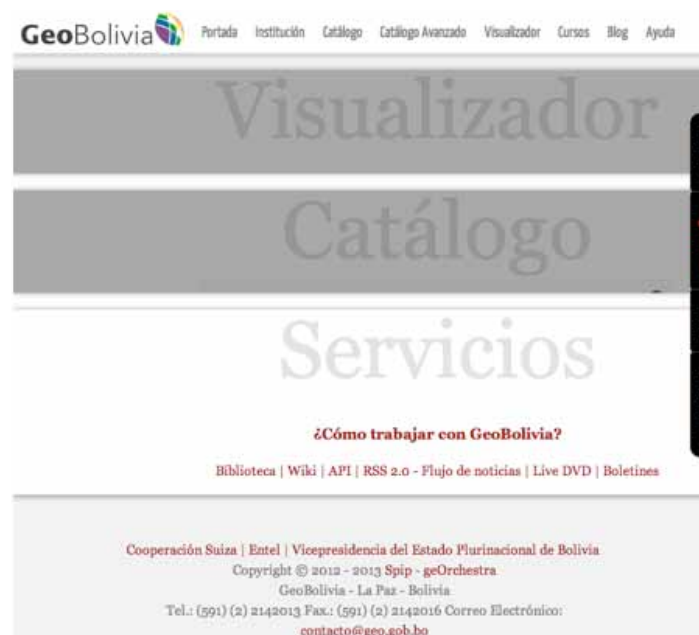 GeoBolivia Portada Institución Catálogo Catálogo Avanzado Visualizador Cursos Blog Ayuda
Visualizador
Catálogo
Servicios
¿Cómo trabajar con GeoBolivia?
Biblioteca | Wiki | API | RSS 2.0 - Flujo de noticias | Live DVD | Boletines
Cooperación Suiza | Entel | Vicepresidencia del Estado Plurinacional de Bolivia
Copyright © 2012 - 2013 Spip - geOrchestra
GeoBolivia - La Paz - Bolivia
Tel.: (591) (2) 2142013 Fax.: (591) (2) 2142016 Correo Electrónico:
contacto@geo.gob.bo